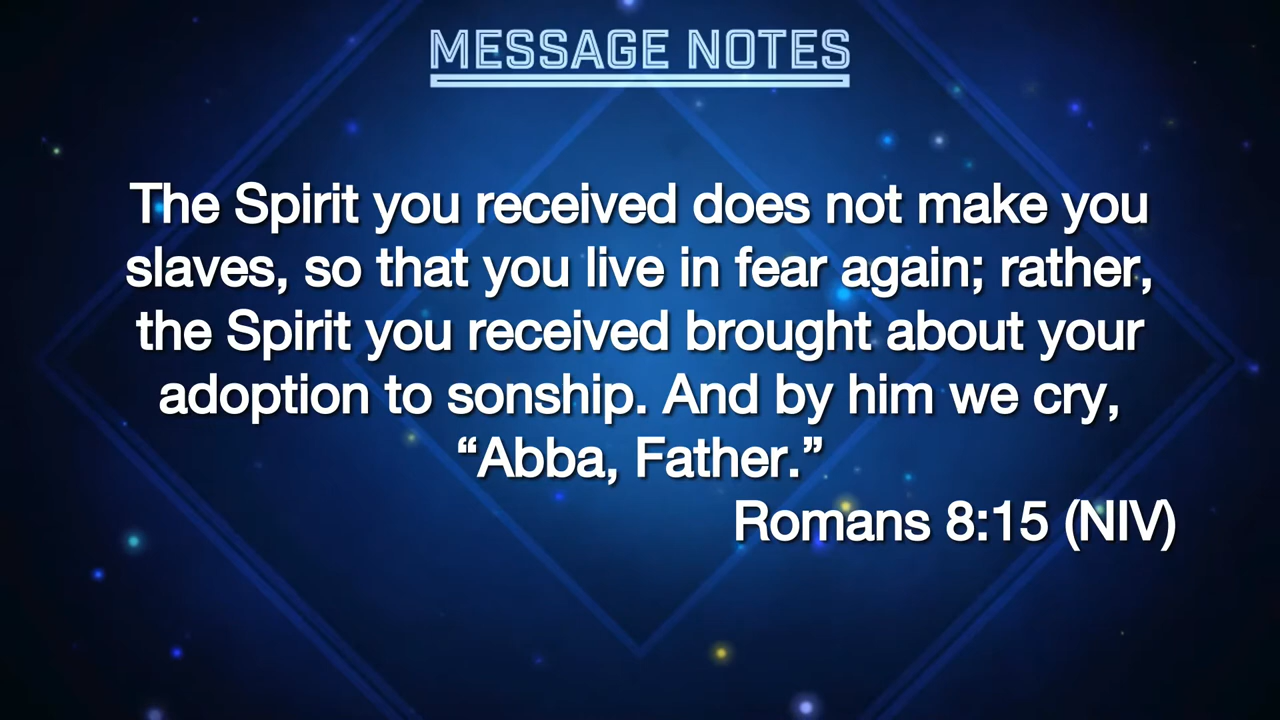 MESSAGE NOTES
The Spirit you received does not make you
slaves, so that you live in fear again; rather,
the Spirit you received brought about your
adoption to sonship. And by him we cry,
“Abba, Father.”
Romans 8:15 (NIV)